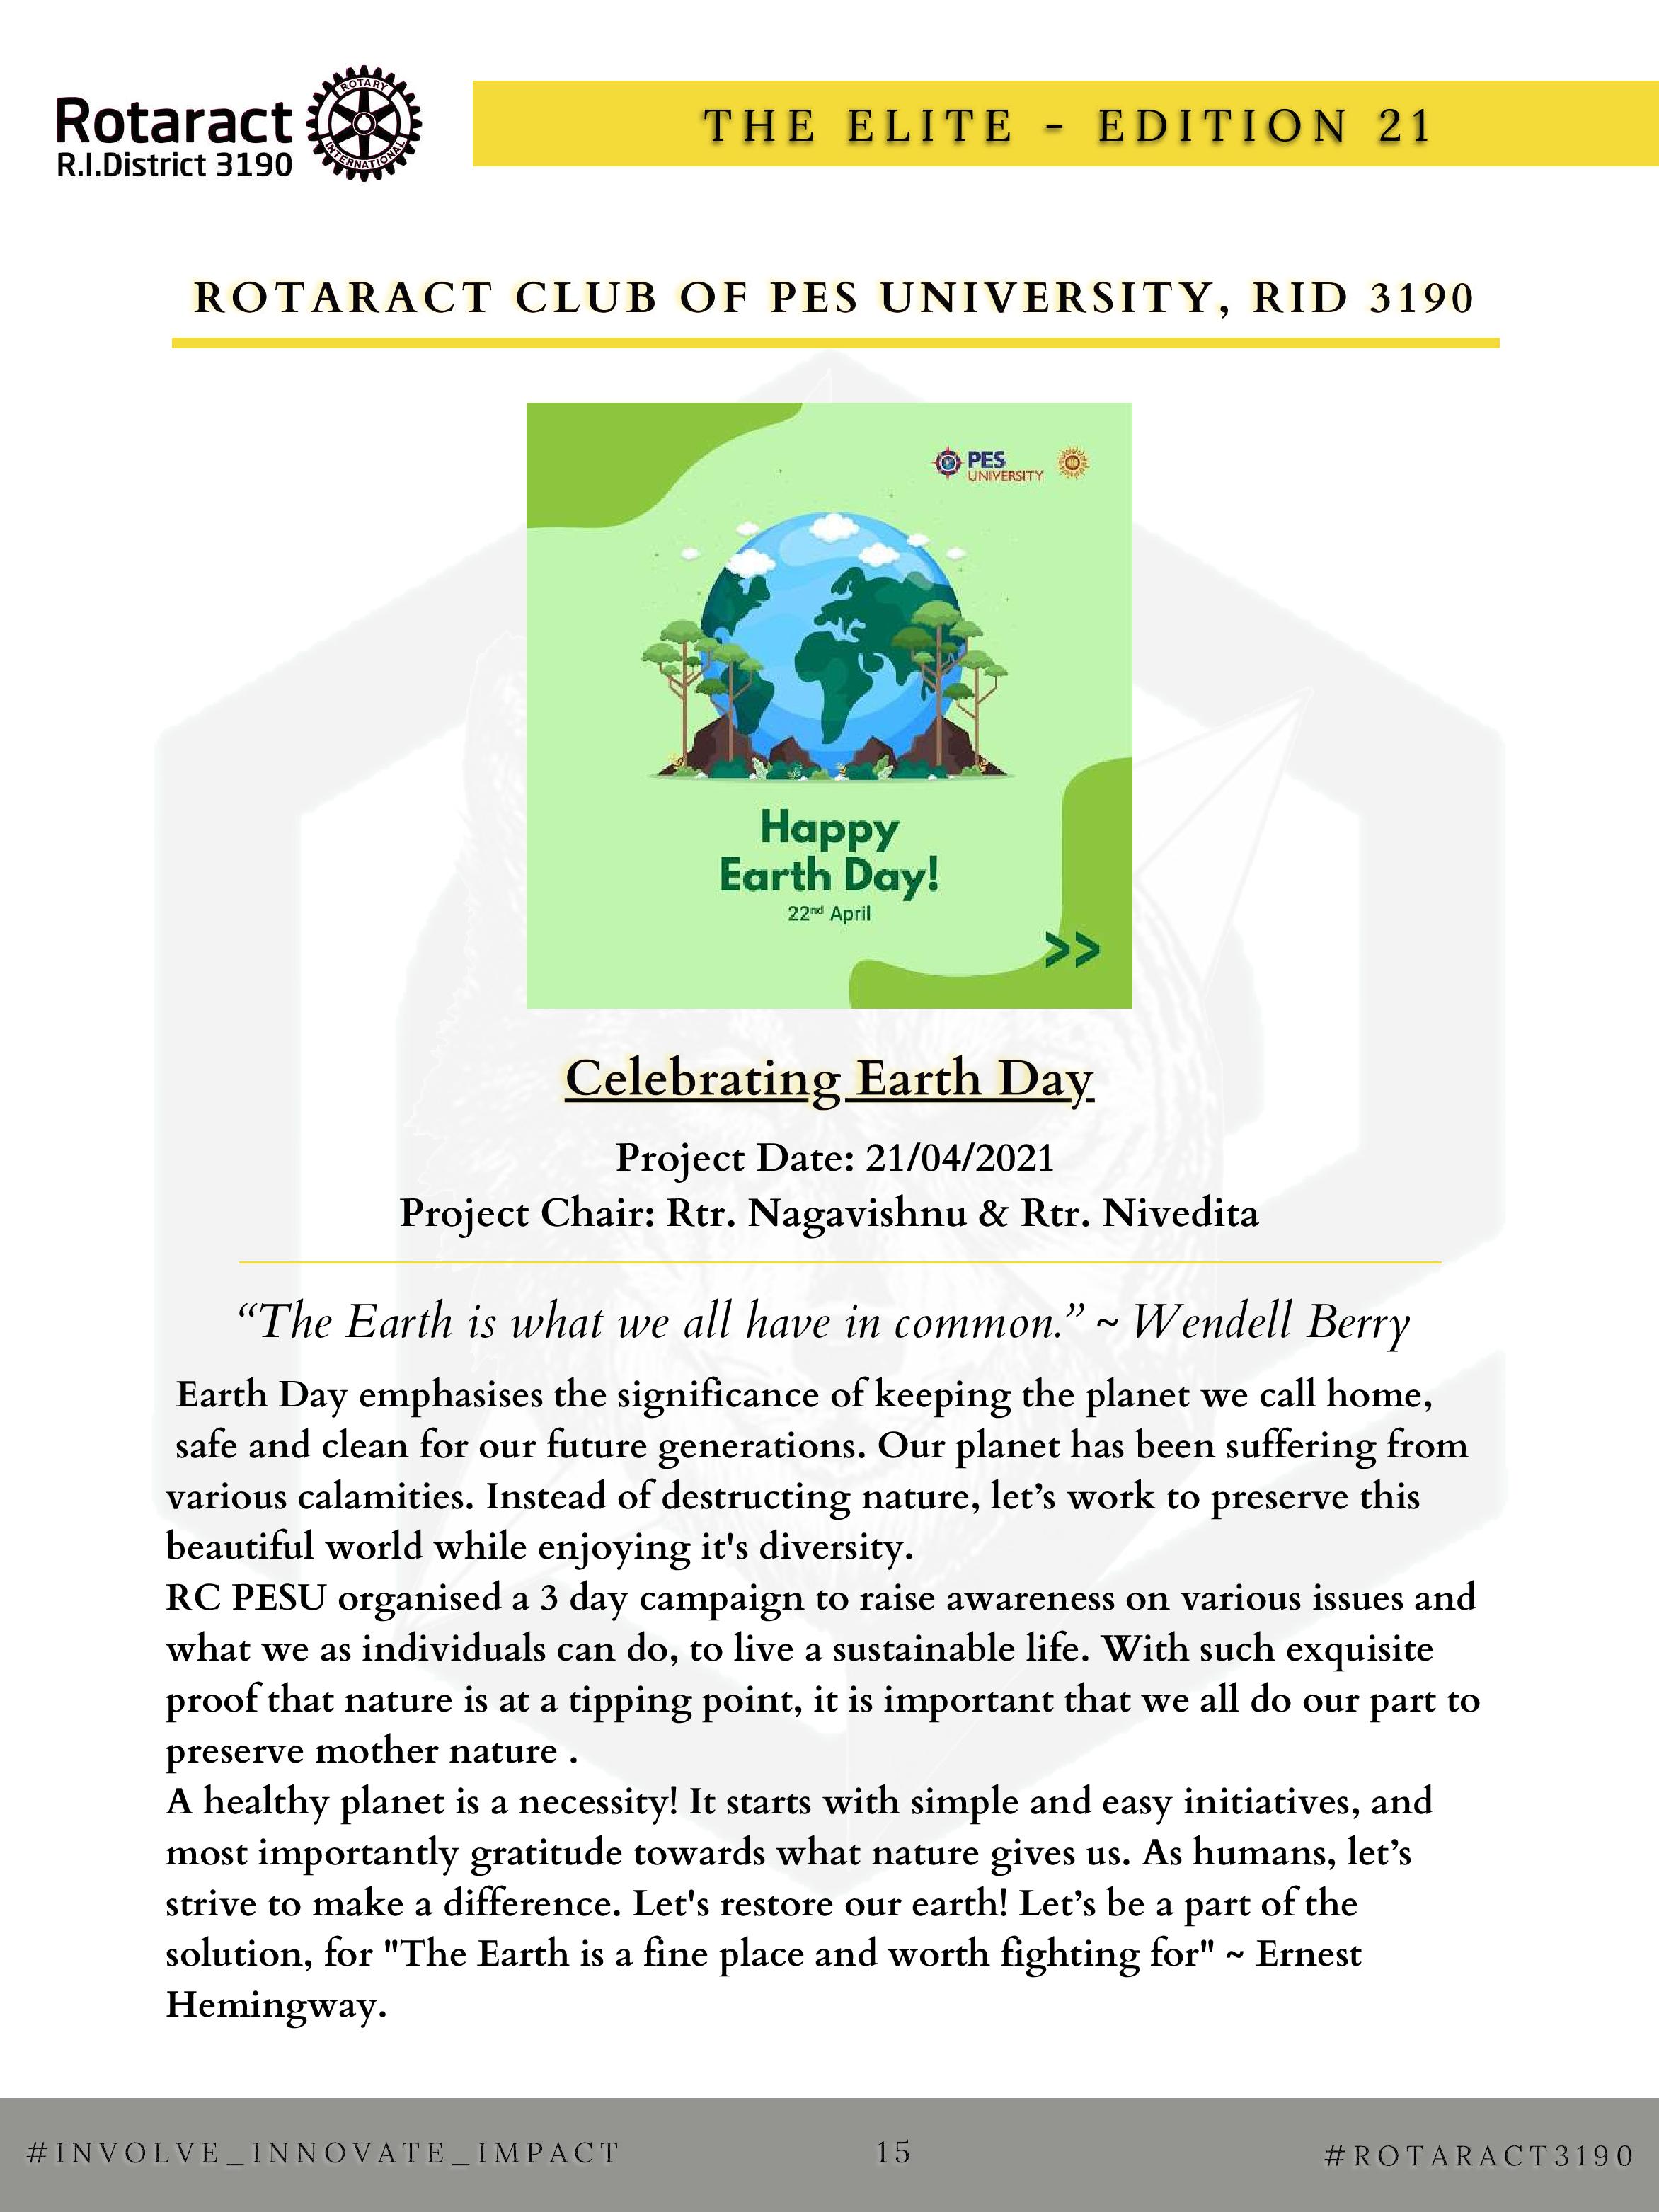 Rotaract
R.I.District 3190
ROTARY
INTERNATIONAL
THE ELITE - EDITION 21
ROTARACT CLUB OF PES UNIVERSITY, RID 3190
PES
UNIVERSITY
Happy
Earth Day!
22nd April
>>
Celebrating Earth Day
Project Date: 21/04/2021
Project Chair: Rtr. Nagavishnu & Rtr. Nivedita
“The Earth is what we all have in common.” ~ Wendell Berry
Earth Day emphasises the significance of keeping the planet we call home,
safe and clean for our future generations. Our planet has been suffering from
various calamities. Instead of destructing nature, let’s work to preserve this
beautiful world while enjoying it's diversity.
RC PESU organised a 3 day campaign to raise awareness on various issues and
what we as individuals can do, to live a sustainable life. With such exquisite
proof that nature is at a tipping point, it is important that we all do our part to
preserve mother nature .
A healthy planet is a necessity! It starts with simple and easy initiatives, and
most importantly gratitude towards what nature gives us. As humans, let’s
strive to make a difference. Let's restore our earth! Let’s be a part of the
solution, for "The Earth is a fine place and worth fighting for" ~ Ernest
Hemingway.
#INVOLVE_INNOVATE_IMPACT
15
#ROTARACT3190